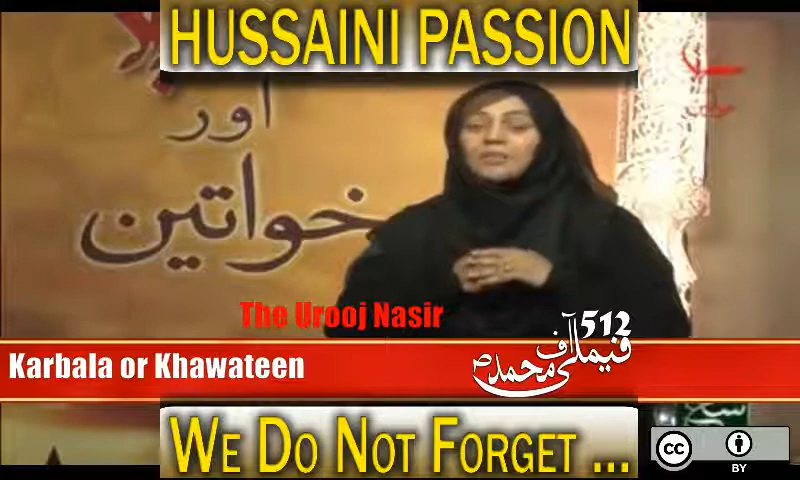 HUSSAINI PASSION
اور
خواتین
The Urooj Nasir
Karbala or Khawateen
512
فیملی آف محمدؐ
WE DO NOT FORGET ...
cc
BY